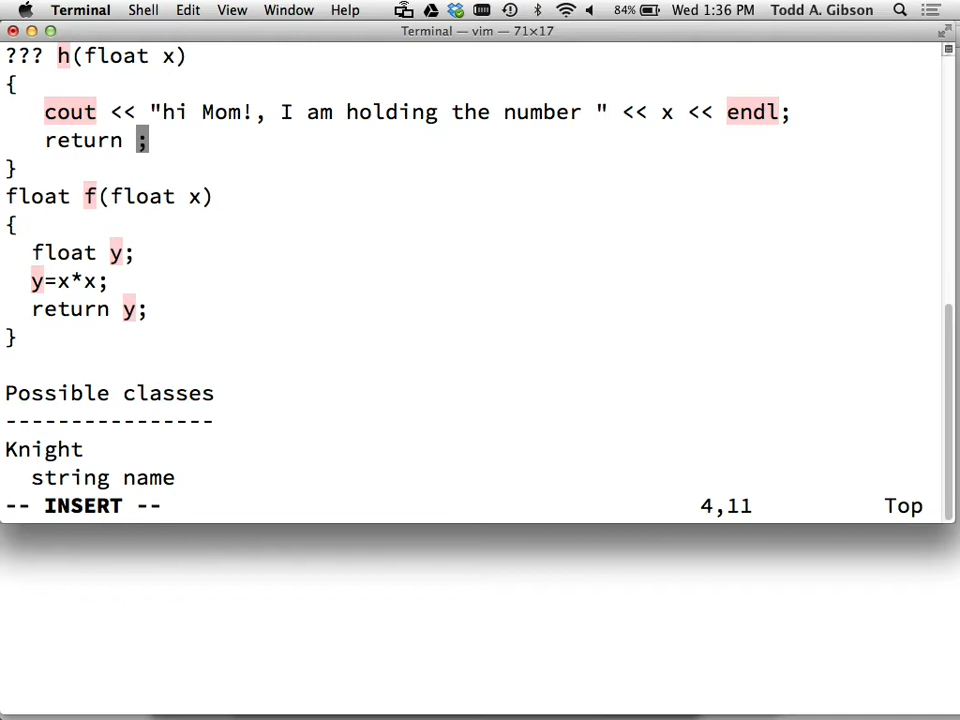 Terminal Shell Edit View Window Help 84% Wed 1:36 PM Todd A. Gibson
Terminal — vim — 71×17
??? h(float x)
{
cout << "hi Mom!, I am holding the number " << x << endl;
return ;
}
float f(float x)
{
float y;
y=x*x;
return y;
}
Possible classes
----------------
Knight
string name
-- INSERT -- 4,11 Top